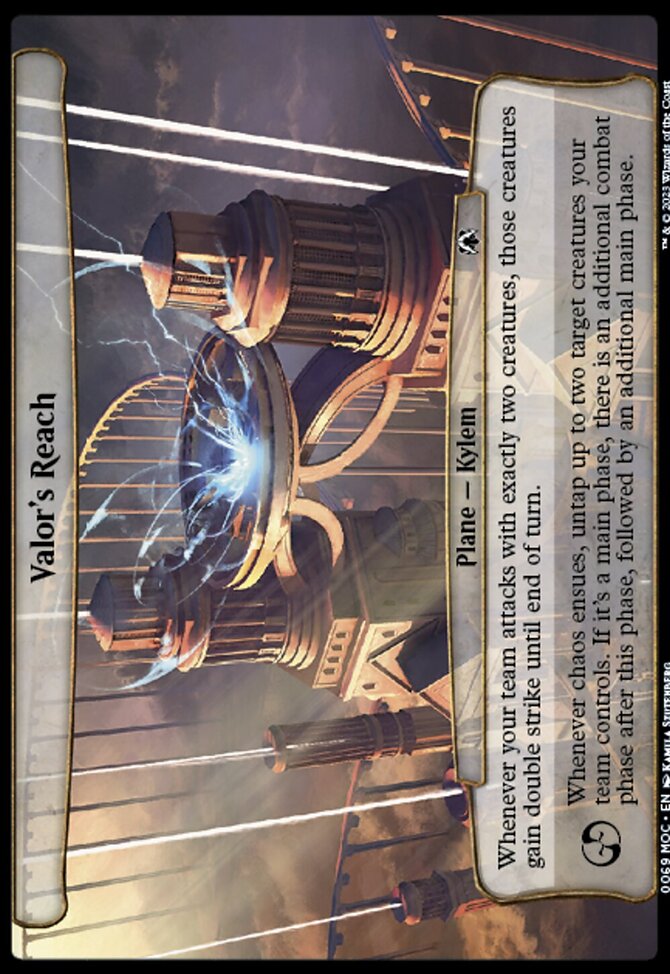 Valor's Reach
Plane — Kylem
Whenever your team attacks with exactly two creatures, those creatures
gain double strike until end of turn.
Whenever chaos ensues, untap up to two target creatures your
team controls. If it's a main phase, there is an additional combat
phase after this phase, followed by an additional main phase.
0069 MOC • EN
™ & © 2023 Wizards of the Coast